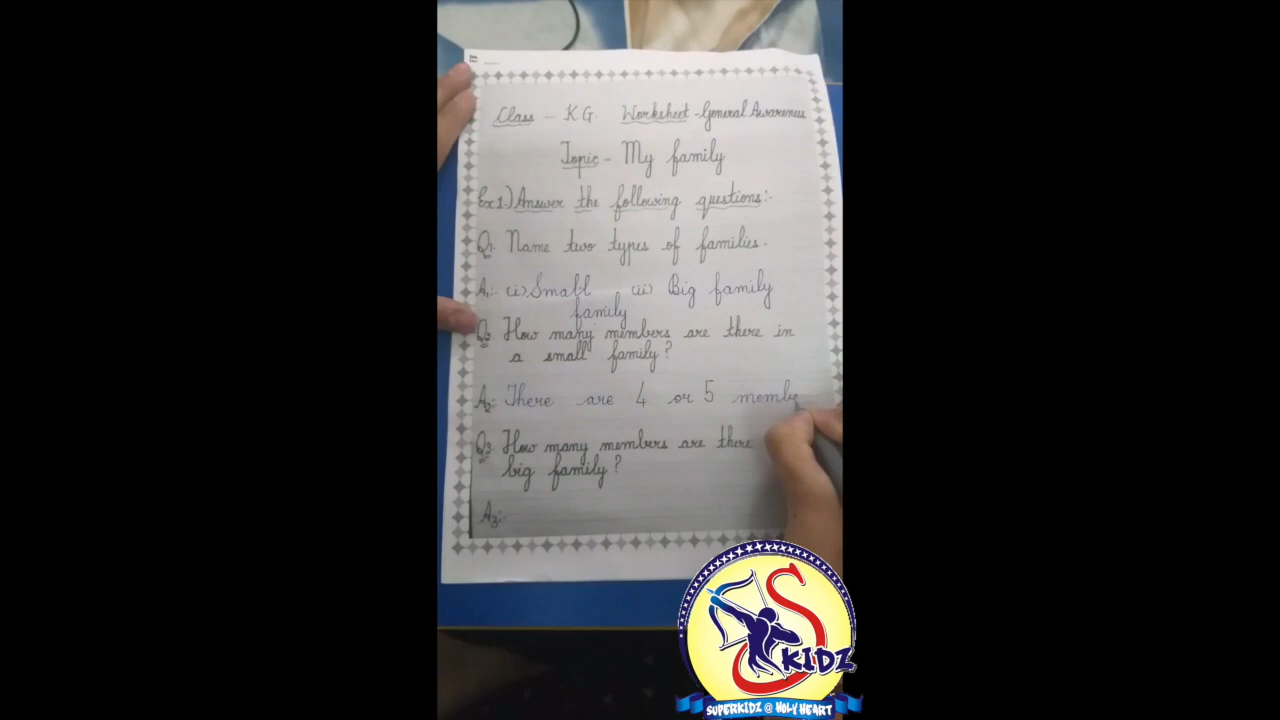 Class - K G. Worksheet - General Awareness
Topic - My family
Ex1.) Answer the following questions:-
Q1. Name two types of families.
A1:- (i) Small (ii) Big family
family
Q2. How many members are there in
a small family?
A2:- There are 4 or 5 membe
Q3. How many members are there
big family?
A3:-
S
KIDZ
SUPERKIDZ @ HOLY HEART